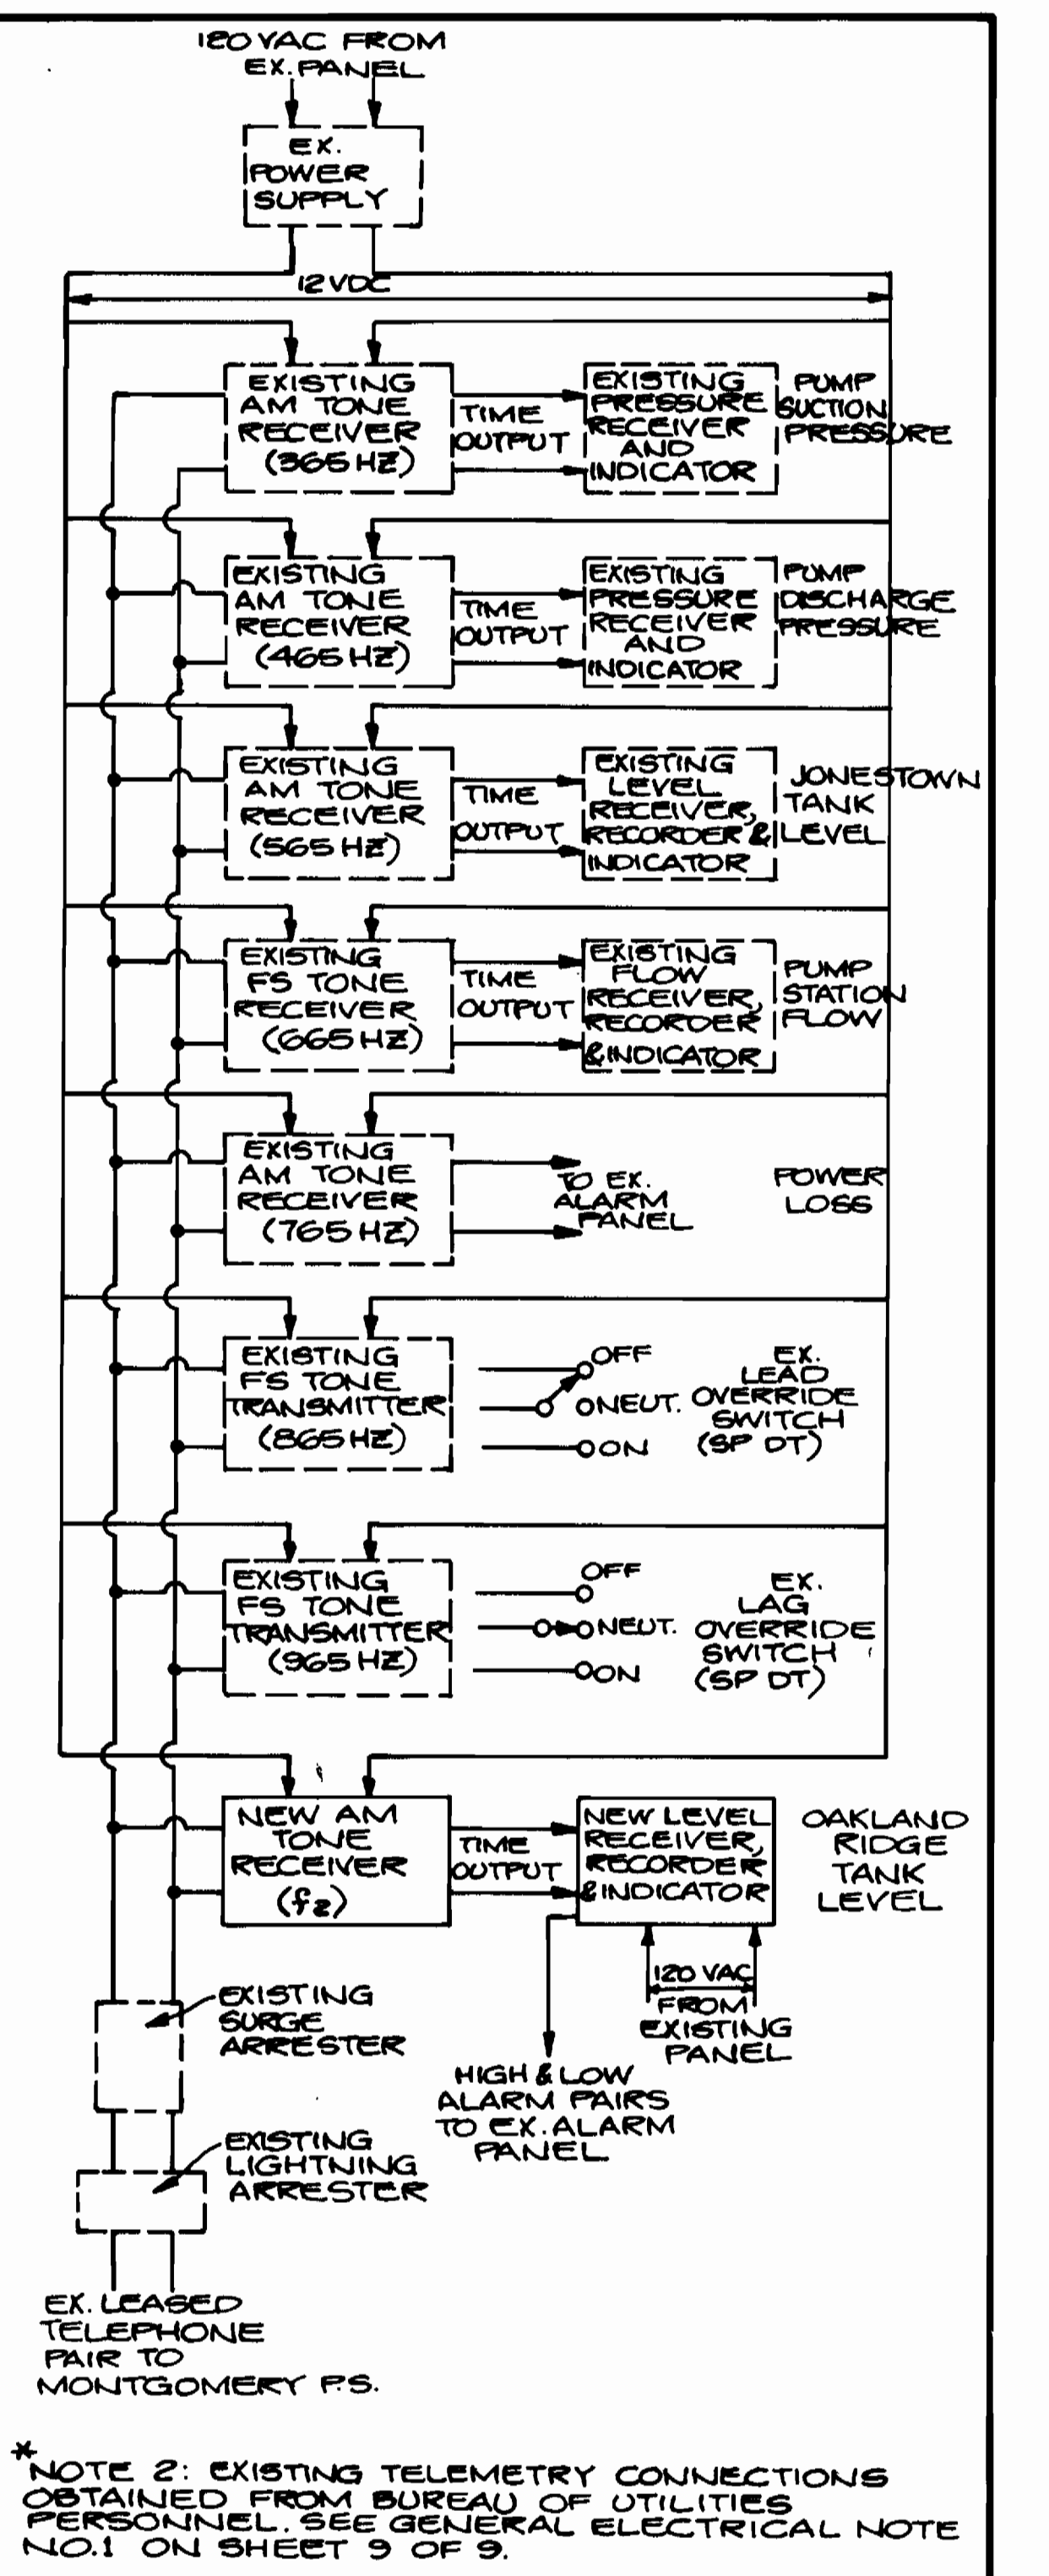 120 VAC FROM
EX. PANEL
EX.
POWER
SUPPLY
12 VDC
EXISTING
AM TONE
RECEIVER
(365 HZ)
TIME
OUTPUT
EXISTING
PRESSURE
RECEIVER
AND
INDICATOR
PUMP
SUCTION
PRESSURE
EXISTING
AM TONE
RECEIVER
(465 HZ)
TIME
OUTPUT
EXISTING
PRESSURE
RECEIVER
AND
INDICATOR
PUMP
DISCHARGE
PRESSURE
EXISTING
AM TONE
RECEIVER
(565 HZ)
TIME
OUTPUT
EXISTING
LEVEL
RECEIVER,
RECORDER &
INDICATOR
JONESTOWN
TANK
LEVEL
EXISTING
FS TONE
RECEIVER
(665 HZ)
TIME
OUTPUT
EXISTING
FLOW
RECEIVER,
RECORDER
& INDICATOR
PUMP
STATION
FLOW
EXISTING
AM TONE
RECEIVER
(765 HZ)
TO EX.
ALARM
PANEL
POWER
LOSS
EXISTING
FS TONE
TRANSMITTER
(865 HZ)
OFF
NEUT.
ON
EX.
LEAD
OVERRIDE
SWITCH
(SP DT)
EXISTING
FS TONE
TRANSMITTER
(965 HZ)
OFF
NEUT.
ON
EX.
LAG
OVERRIDE
SWITCH
(SP DT)
NEW AM
TONE
RECEIVER
(f2)
TIME
OUTPUT
NEW LEVEL
RECEIVER,
RECORDER
& INDICATOR
OAKLAND
RIDGE
TANK
LEVEL
120 VAC
FROM
EXISTING
PANEL
HIGH & LOW
ALARM PAIRS
TO EX. ALARM
PANEL
EXISTING
SURGE
ARRESTER
EXISTING
LIGHTNING
ARRESTER
EX. LEASED
TELEPHONE
PAIR TO
MONTGOMERY P.S.
* NOTE 2: EXISTING TELEMETRY CONNECTIONS
OBTAINED FROM BUREAU OF UTILITIES
PERSONNEL. SEE GENERAL ELECTRICAL NOTE
NO.1 ON SHEET 9 OF 9.